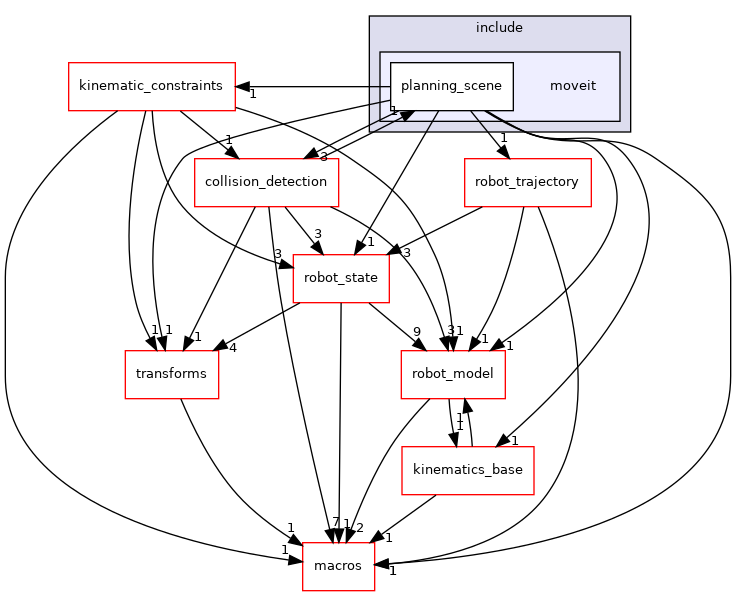 include
kinematic_constraints
planning_scene
moveit
1
1
1
1
3
collision_detection
robot_trajectory
3
1
3
3
robot_state
1
1
1
9
3
1
1
1
4
transforms
robot_model
1
1
1
kinematics_base
7
1
2
1
1
1
1
macros